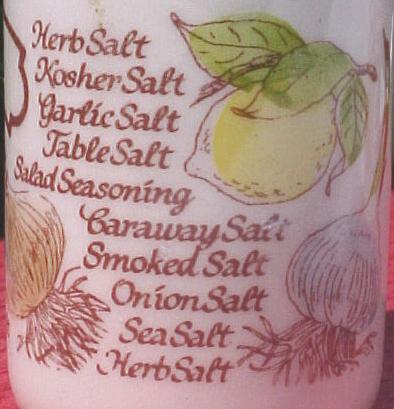 Herb Salt
Kosher Salt
Garlic Salt
Table Salt
Salad Seasoning
Caraway Salt
Smoked Salt
Onion Salt
Sea Salt
Herb Salt